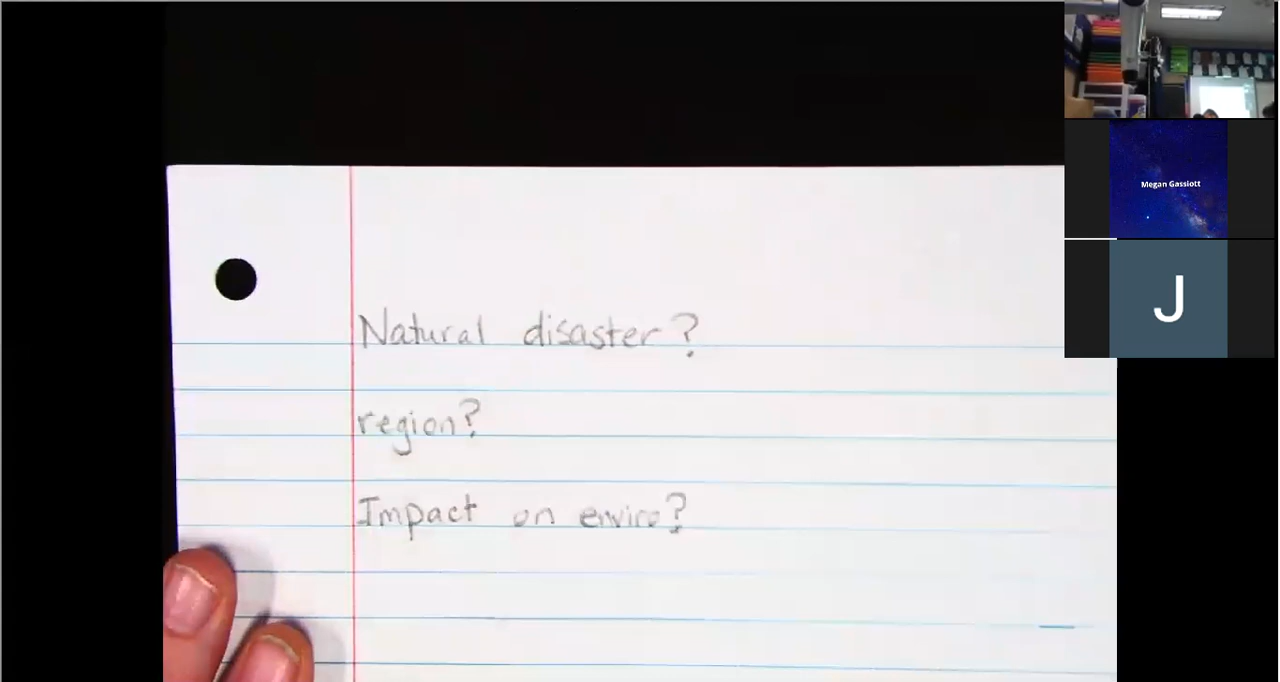 Natural disaster?
region?
Impact on enviro?
Megan Gassiott
J